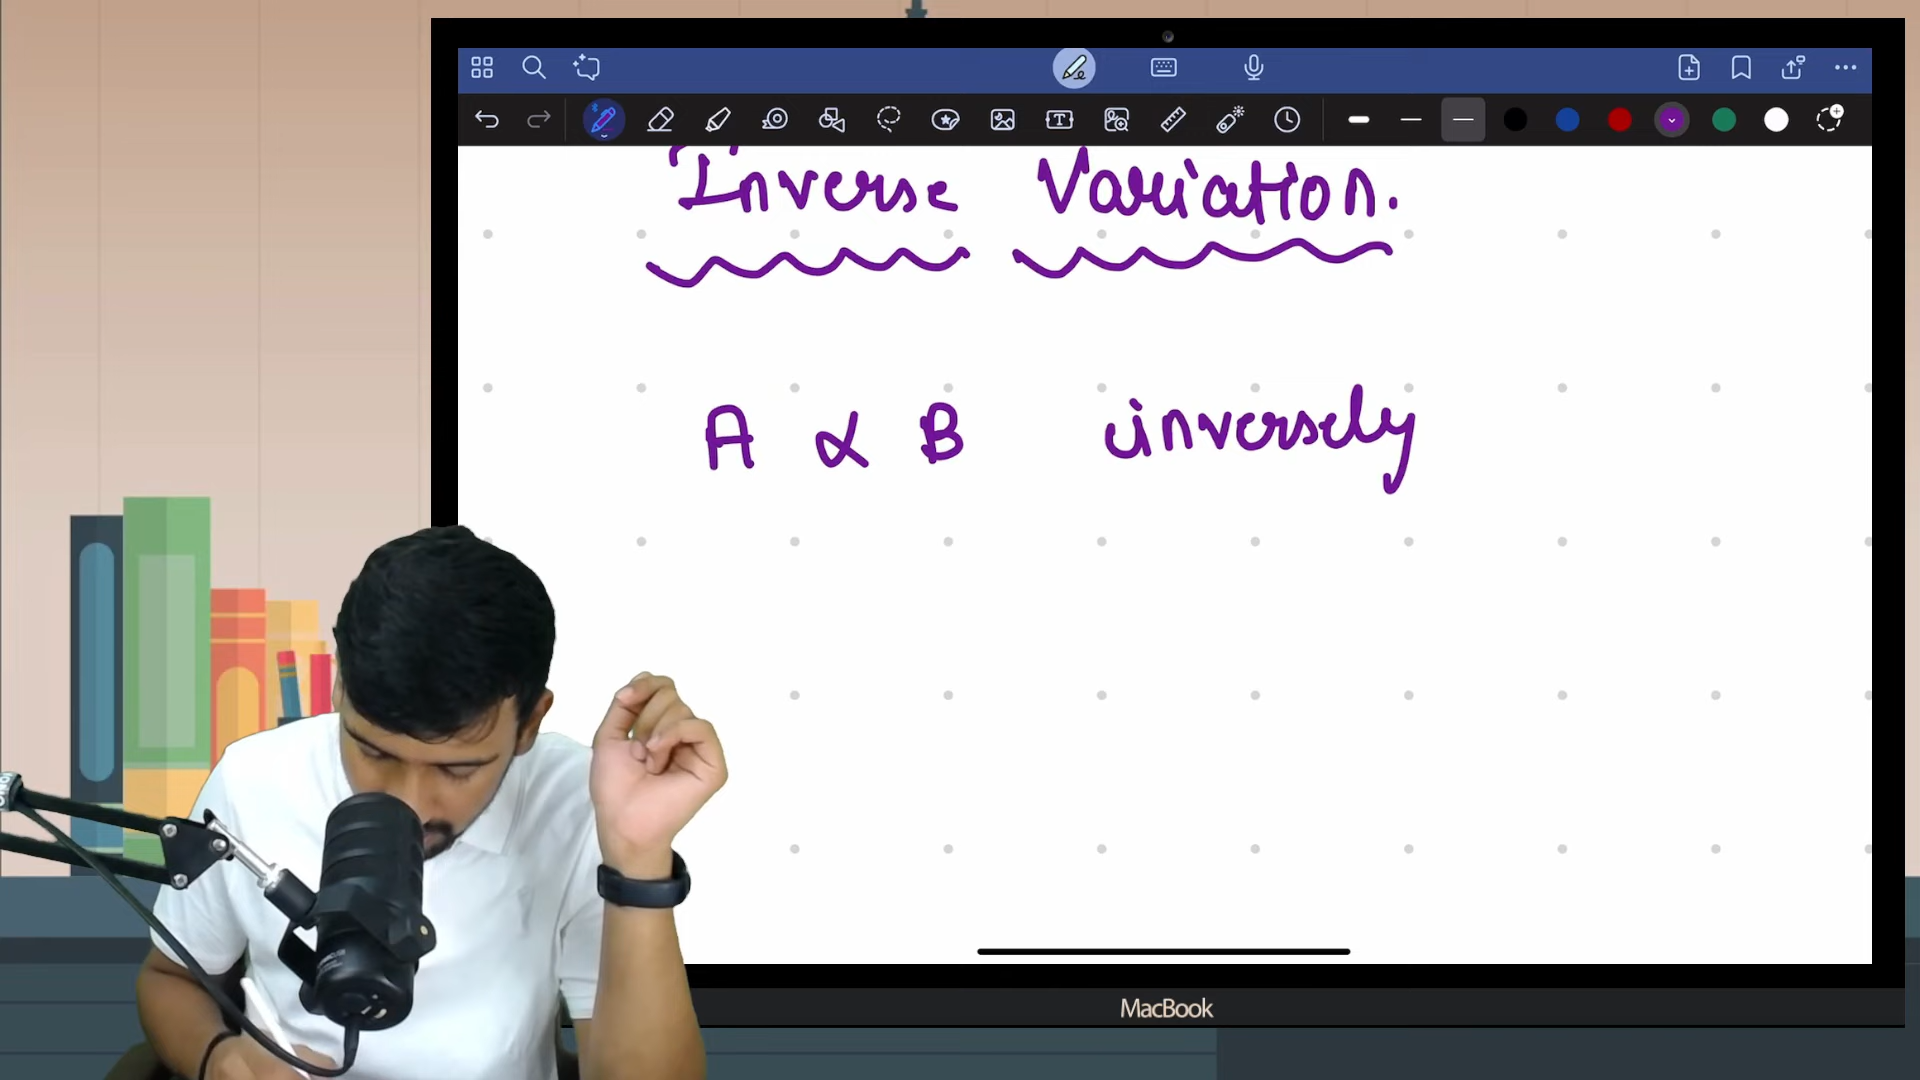 Inverse Variation.
A α B inversely
MacBook